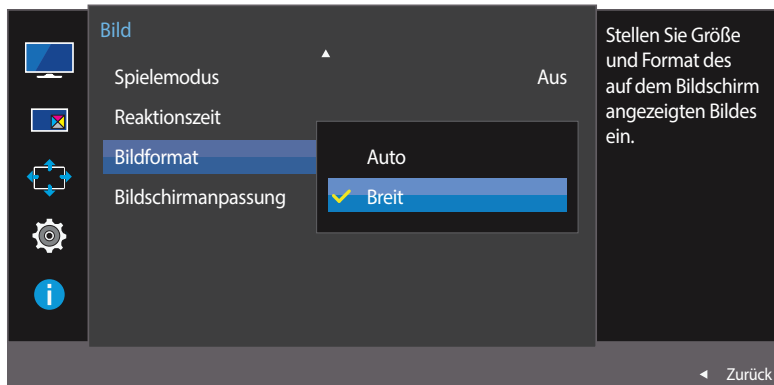 Bild
Spielemodus Aus
Reaktionszeit
Bildformat
Auto
Bildschirmanpassung
Breit
Stellen Sie Größe
und Format des
auf dem Bildschirm
angezeigten Bildes
ein.
Zurück